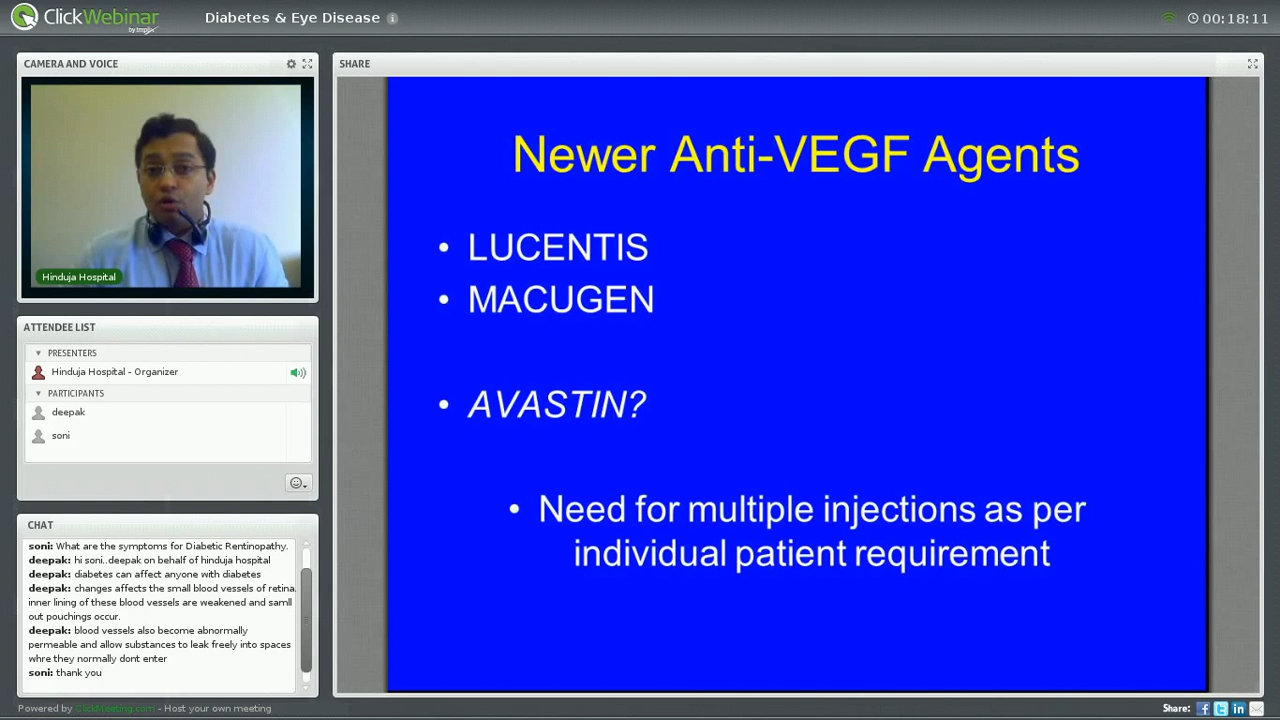 ClickWebinar
by Implix
Diabetes & Eye Disease
00:18:11
CAMERA AND VOICE
Hinduja Hospital
ATTENDEE LIST
PRESENTERS
Hinduja Hospital - Organizer
PARTICIPANTS
deepak
soni
CHAT
soni: What are the symptoms for Diabetic Rentinopathy.
deepak: hi soni..deepak on behalf of hinduja hospital
deepak: diabetes can affect anyone with diabetes
deepak: changes affects the small blood vessels of retina.
inner lining of these blood vessels are weakened and samll
out pouchings occur.
deepak: blood vessels also become abnormally
permeable and allow substances to leak freely into spaces
whre they normally dont enter
soni: thank you
SHARE
Newer Anti-VEGF Agents
• LUCENTIS
• MACUGEN
• AVASTIN?
• Need for multiple injections as per
individual patient requirement
Powered by ClickMeeting.com - Host your own meeting
Share: